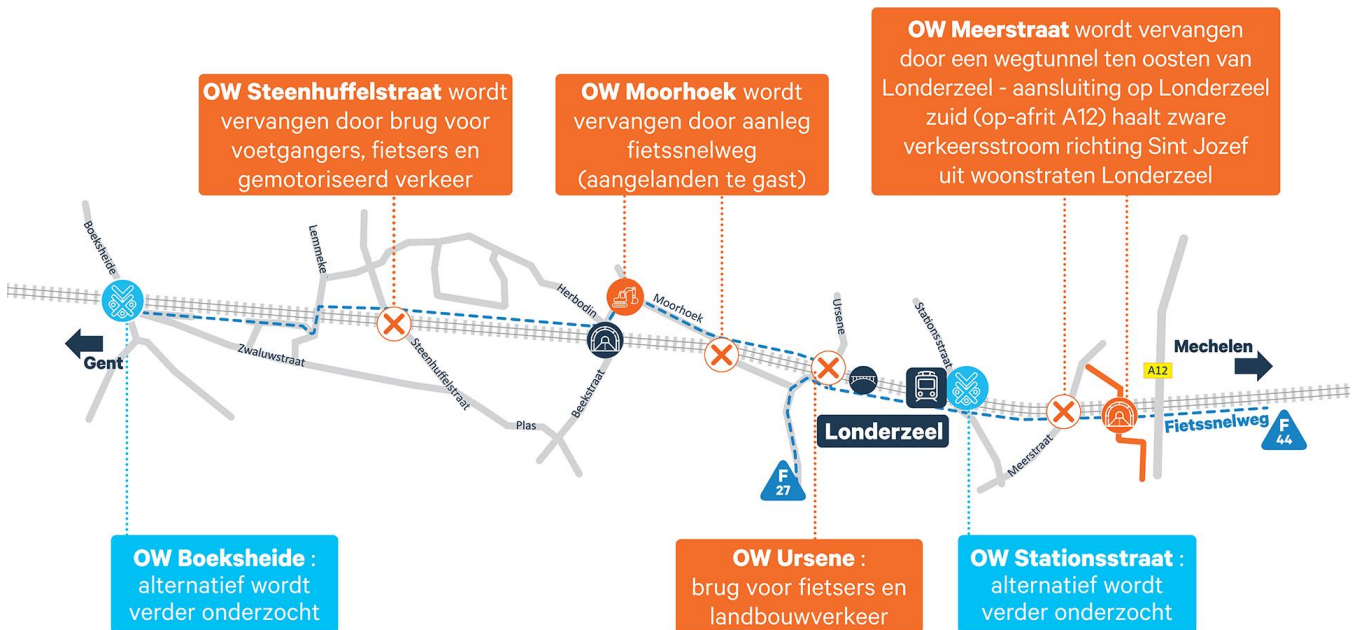 OW Steenhuffelstraat wordt
vervangen door brug voor
voetgangers, fietsers en
gemotoriseerd verkeer
OW Moorhoek wordt
vervangen door aanleg
fietssnelweg
(aangelanden te gast)
OW Meerstraat wordt vervangen
door een wegtunnel ten oosten van
Londerzeel - aansluiting op Londerzeel
zuid (op-afrit A12) haalt zware
verkeersstroom richting Sint Jozef
uit woonstraten Londerzeel
Boeksheide
Lemmeke
Herbodin
Moorhoek
Ursene
Stationsstraat
Gent
Zwaluwstraat
Steenhuffelstraat
Plas
Beekstraat
Londerzeel
Meerstraat
Mechelen
A12
Fietssnelweg
F
44
F
27
OW Boeksheide :
alternatief wordt
verder onderzocht
OW Ursene :
brug voor fietsers en
landbouwverkeer
OW Stationsstraat :
alternatief wordt
verder onderzocht